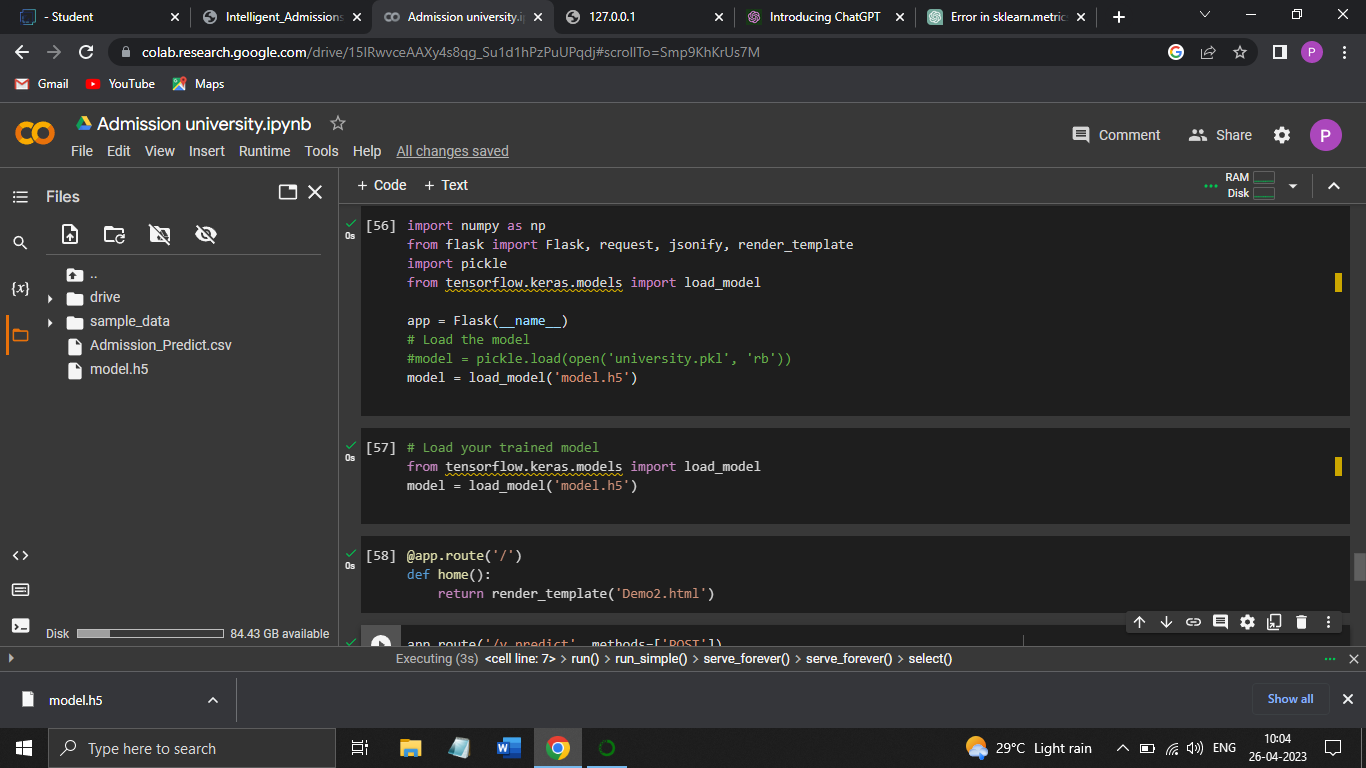 - Student
Intelligent_Admissions
Admission university.i
127.0.0.1
Introducing ChatGPT
Error in sklearn.metric
colab.research.google.com/drive/15IRwvceAAXy4s8qg_Su1d1hPzPuUPqdj#scrollTo=Smp9KhKrUs7M
P
Gmail
YouTube
Maps
Admission university.ipynb
File Edit View Insert Runtime Tools Help All changes saved
Comment
Share
P
Files
+ Code + Text
RAM
Disk
..
drive
sample_data
Admission_Predict.csv
model.h5
{x}
<>
Disk 84.43 GB available
0s
[56] import numpy as np
from flask import Flask, request, jsonify, render_template
import pickle
from tensorflow.keras.models import load_model
app = Flask(__name__)
# Load the model
#model = pickle.load(open('university.pkl', 'rb'))
model = load_model('model.h5')
0s
[57] # Load your trained model
from tensorflow.keras.models import load_model
model = load_model('model.h5')
0s
[58] @app.route('/')
def home():
return render_template('Demo2.html')
app.route('/y_predict', methods=['POST'])
Executing (3s) <cell line: 7> > run() > run_simple() > serve_forever() > serve_forever() > select()
model.h5
Show all
Type here to search
29°C Light rain
ENG
10:04
26-04-2023